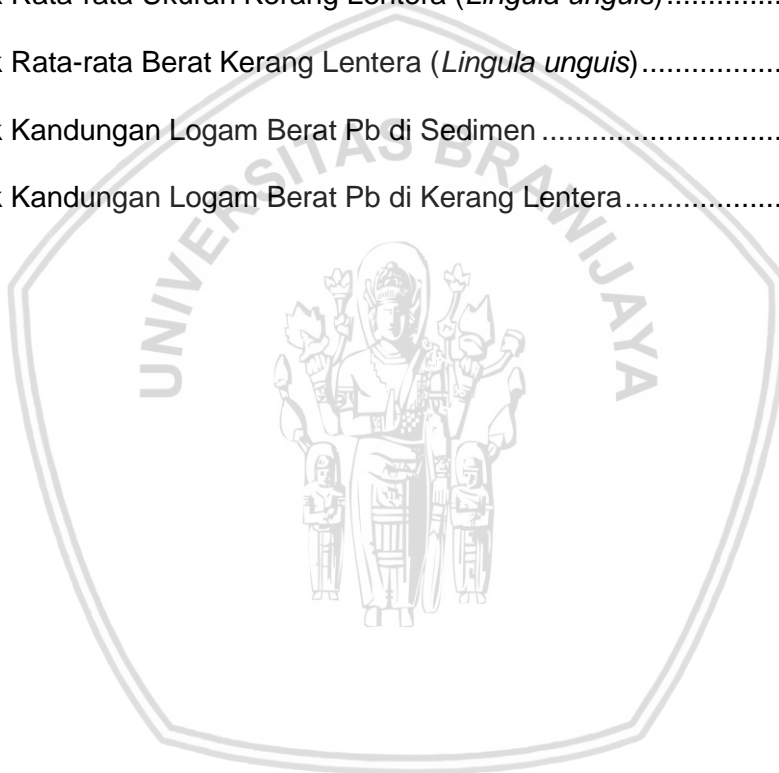 k Rata-rata Ukuran Kerang Lentera (Lingula unguis)................
k Rata-rata Berat Kerang Lentera (Lingula unguis)...................
k Kandungan Logam Berat Pb di Sedimen ...............................
k Kandungan Logam Berat Pb di Kerang Lentera.....................
UNIVERSITAS BRAWIJAYA